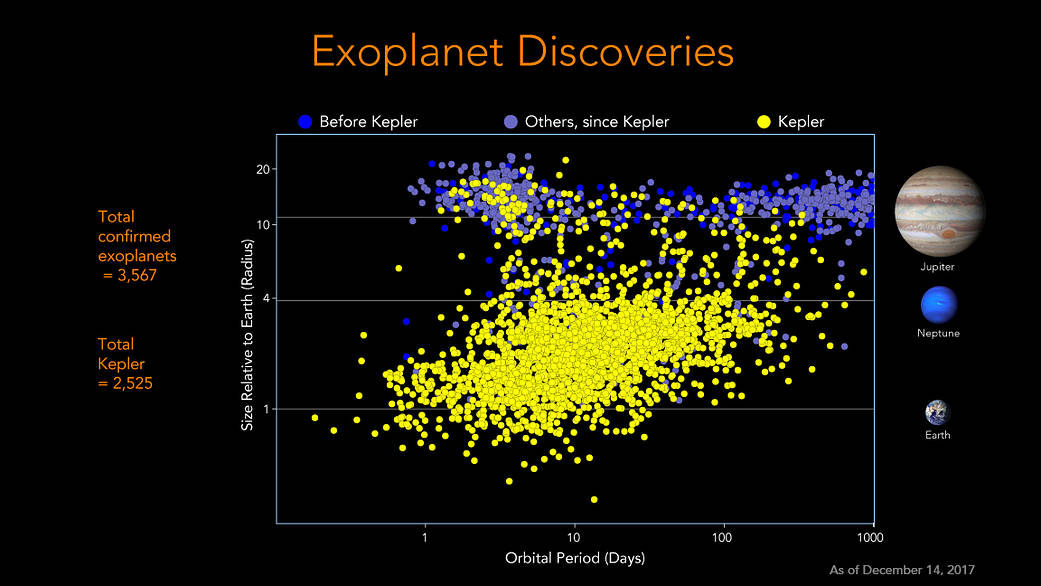 Exoplanet Discoveries
Before Kepler
Others, since Kepler
Kepler
Total
confirmed
exoplanets
= 3,567
Total
Kepler
= 2,525
Size Relative to Earth (Radius)
20
10
4
1
1
10
100
1000
Orbital Period (Days)
Jupiter
Neptune
Earth
As of December 14, 2017